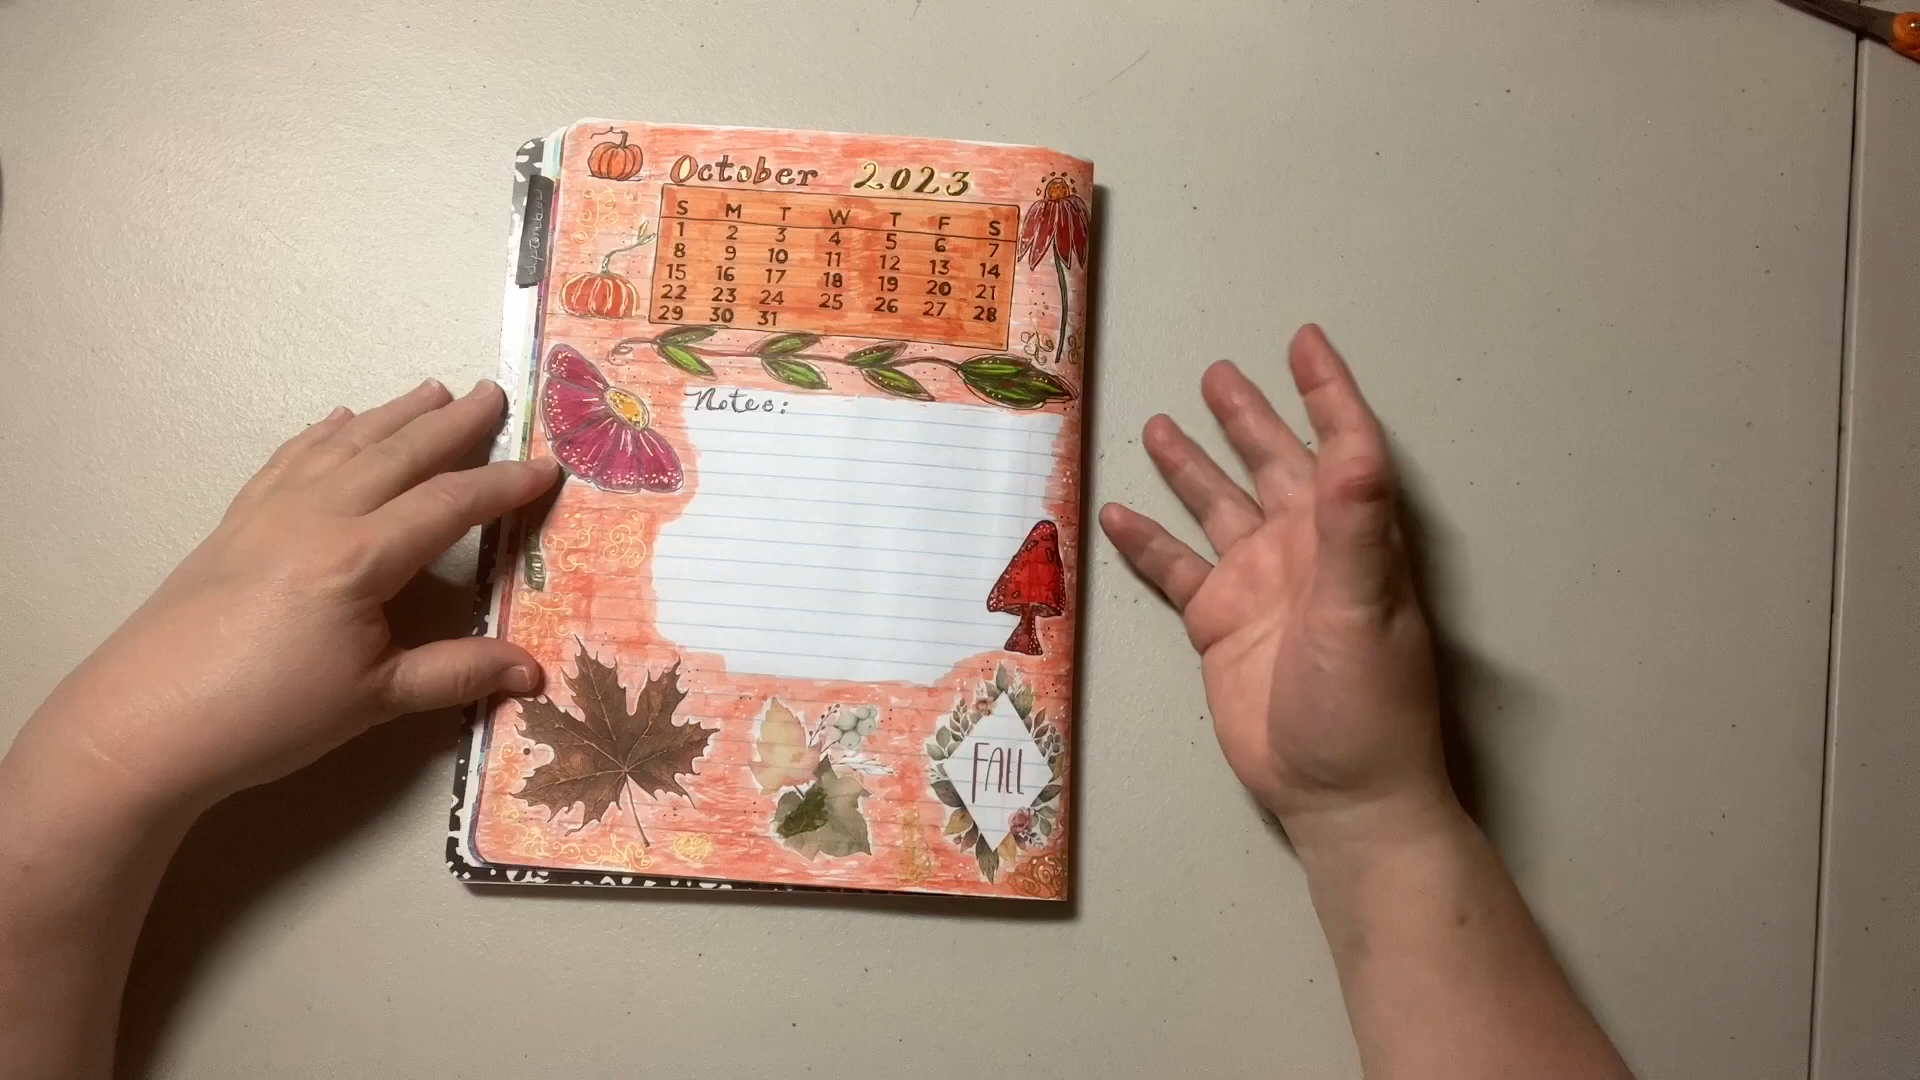 October 2023
S M T W T F S
1 2 3 4 5 6 7
8 9 10 11 12 13 14
15 16 17 18 19 20 21
22 23 24 25 26 27 28
29 30 31
Notes:
FALL
September